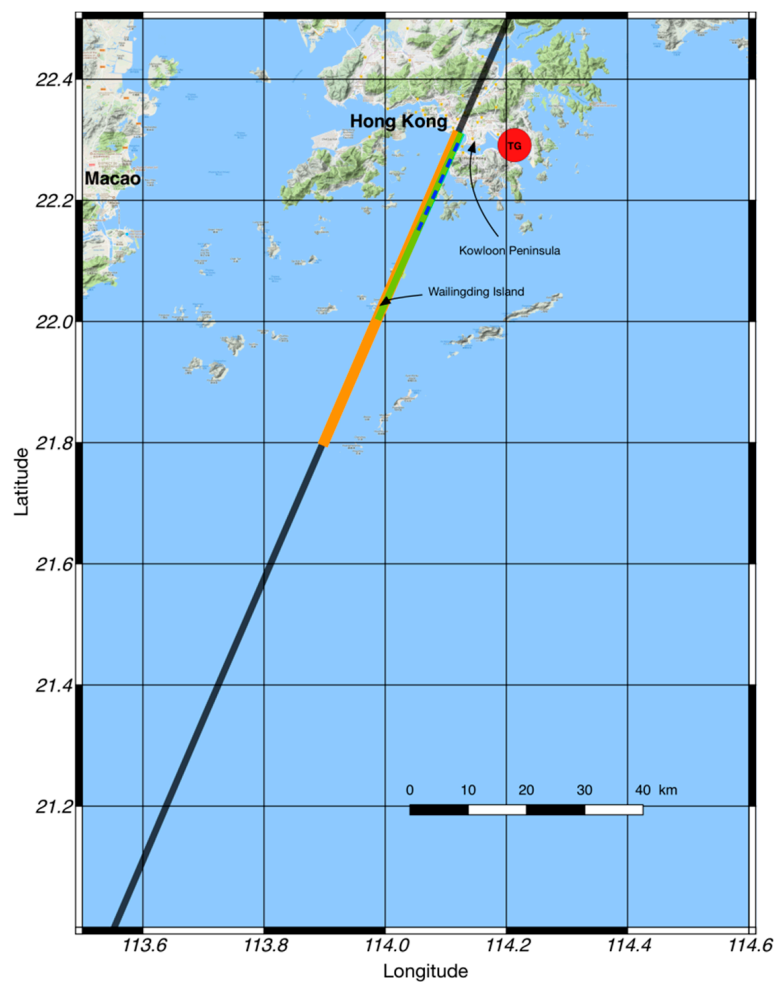 22.4
Hong Kong
TG
Macao
22.2
Kowloon Peninsula
Wailingding Island
22.0
21.8
Latitude
21.6
21.4
0 10 20 30 40 km
21.2
113.6 113.8 114.0 114.2 114.4 114.6
Longitude